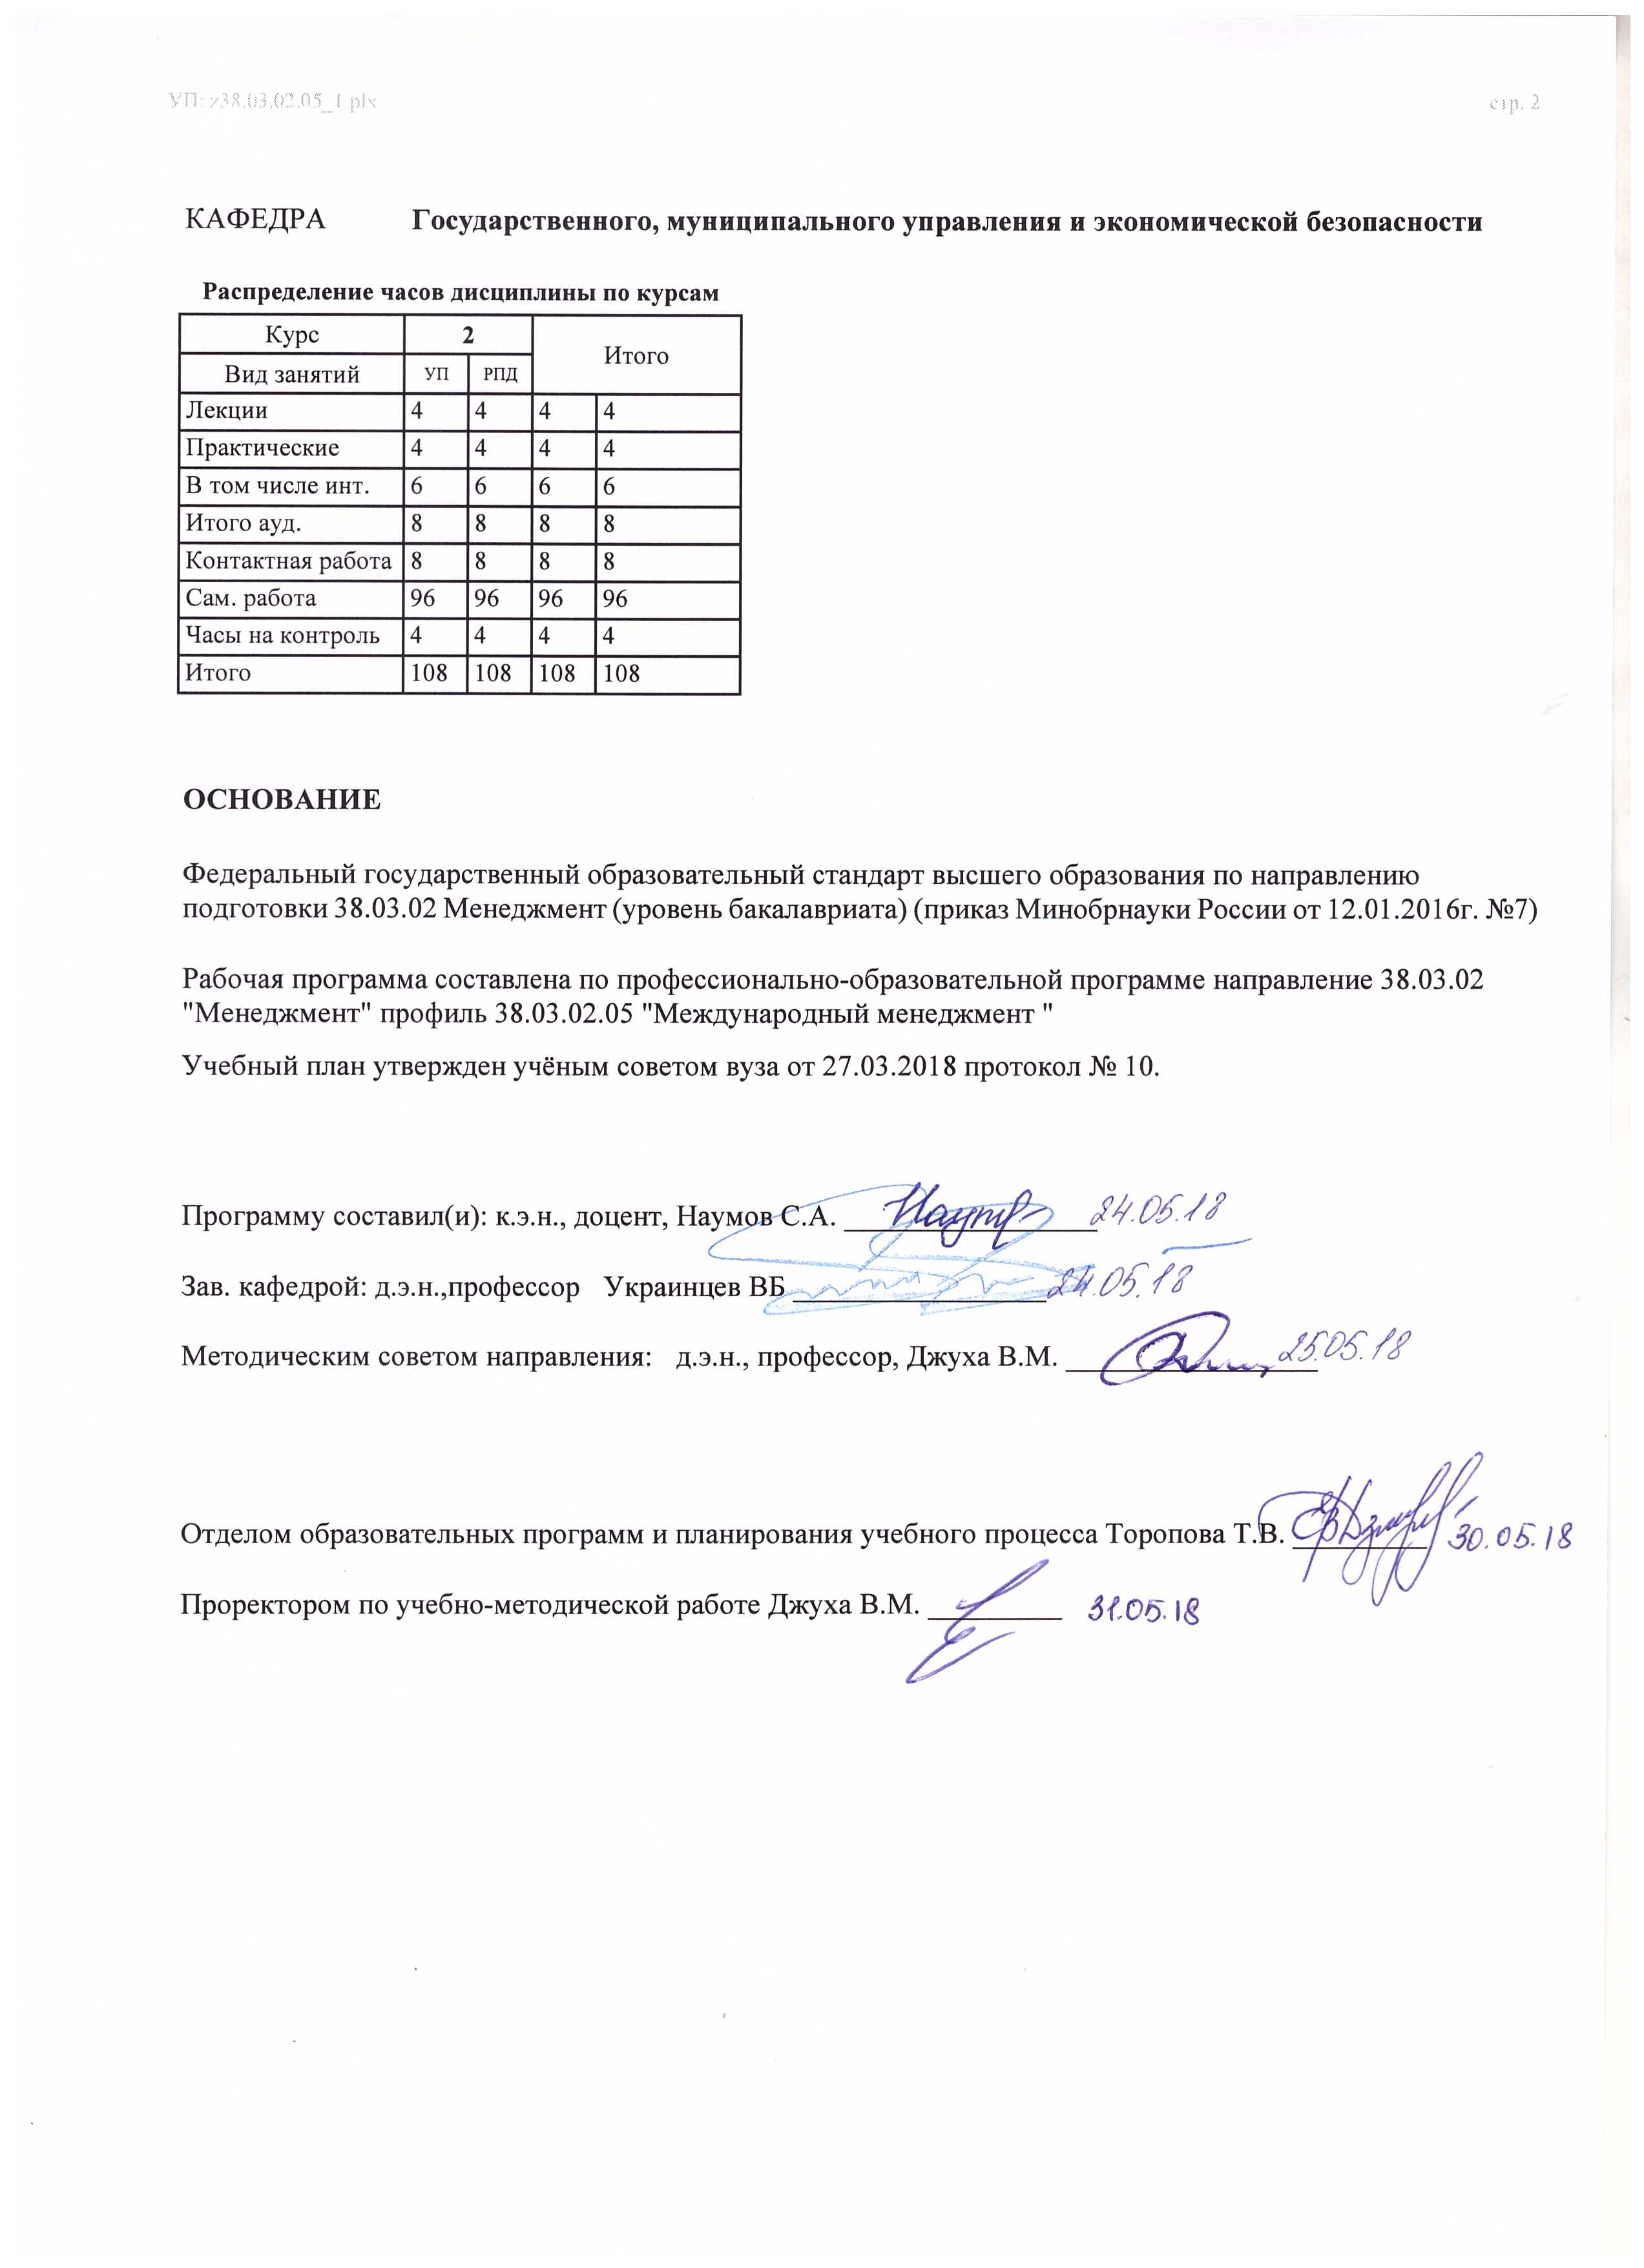 УП: z38.03.02.05_1.plx стр. 2
КАФЕДРА Государственного, муниципального управления и экономической безопасности
Распределение часов дисциплины по курсам
Курс 2 Итого
Вид занятий УП РПД
Лекции 4 4 4 4
Практические 4 4 4 4
В том числе инт. 6 6 6 6
Итого ауд. 8 8 8 8
Контактная работа 8 8 8 8
Сам. работа 96 96 96 96
Часы на контроль 4 4 4 4
Итого 108 108 108 108
ОСНОВАНИЕ
Федеральный государственный образовательный стандарт высшего образования по направлению
подготовки 38.03.02 Менеджмент (уровень бакалавриата) (приказ Минобрнауки России от 12.01.2016г. №7)
Рабочая программа составлена по профессионально-образовательной программе направление 38.03.02
"Менеджмент" профиль 38.03.02.05 "Международный менеджмент "
Учебный план утвержден учёным советом вуза от 27.03.2018 протокол № 10.
Программу составил(и): к.э.н., доцент, Наумов С.А. 24.05.18
Зав. кафедрой: д.э.н.,профессор Украинцев ВБ 24.05.18
Методическим советом направления: д.э.н., профессор, Джуха В.М. 25.05.18
Отделом образовательных программ и планирования учебного процесса Торопова Т.В. 30.05.18
Проректором по учебно-методической работе Джуха В.М. 31.05.18